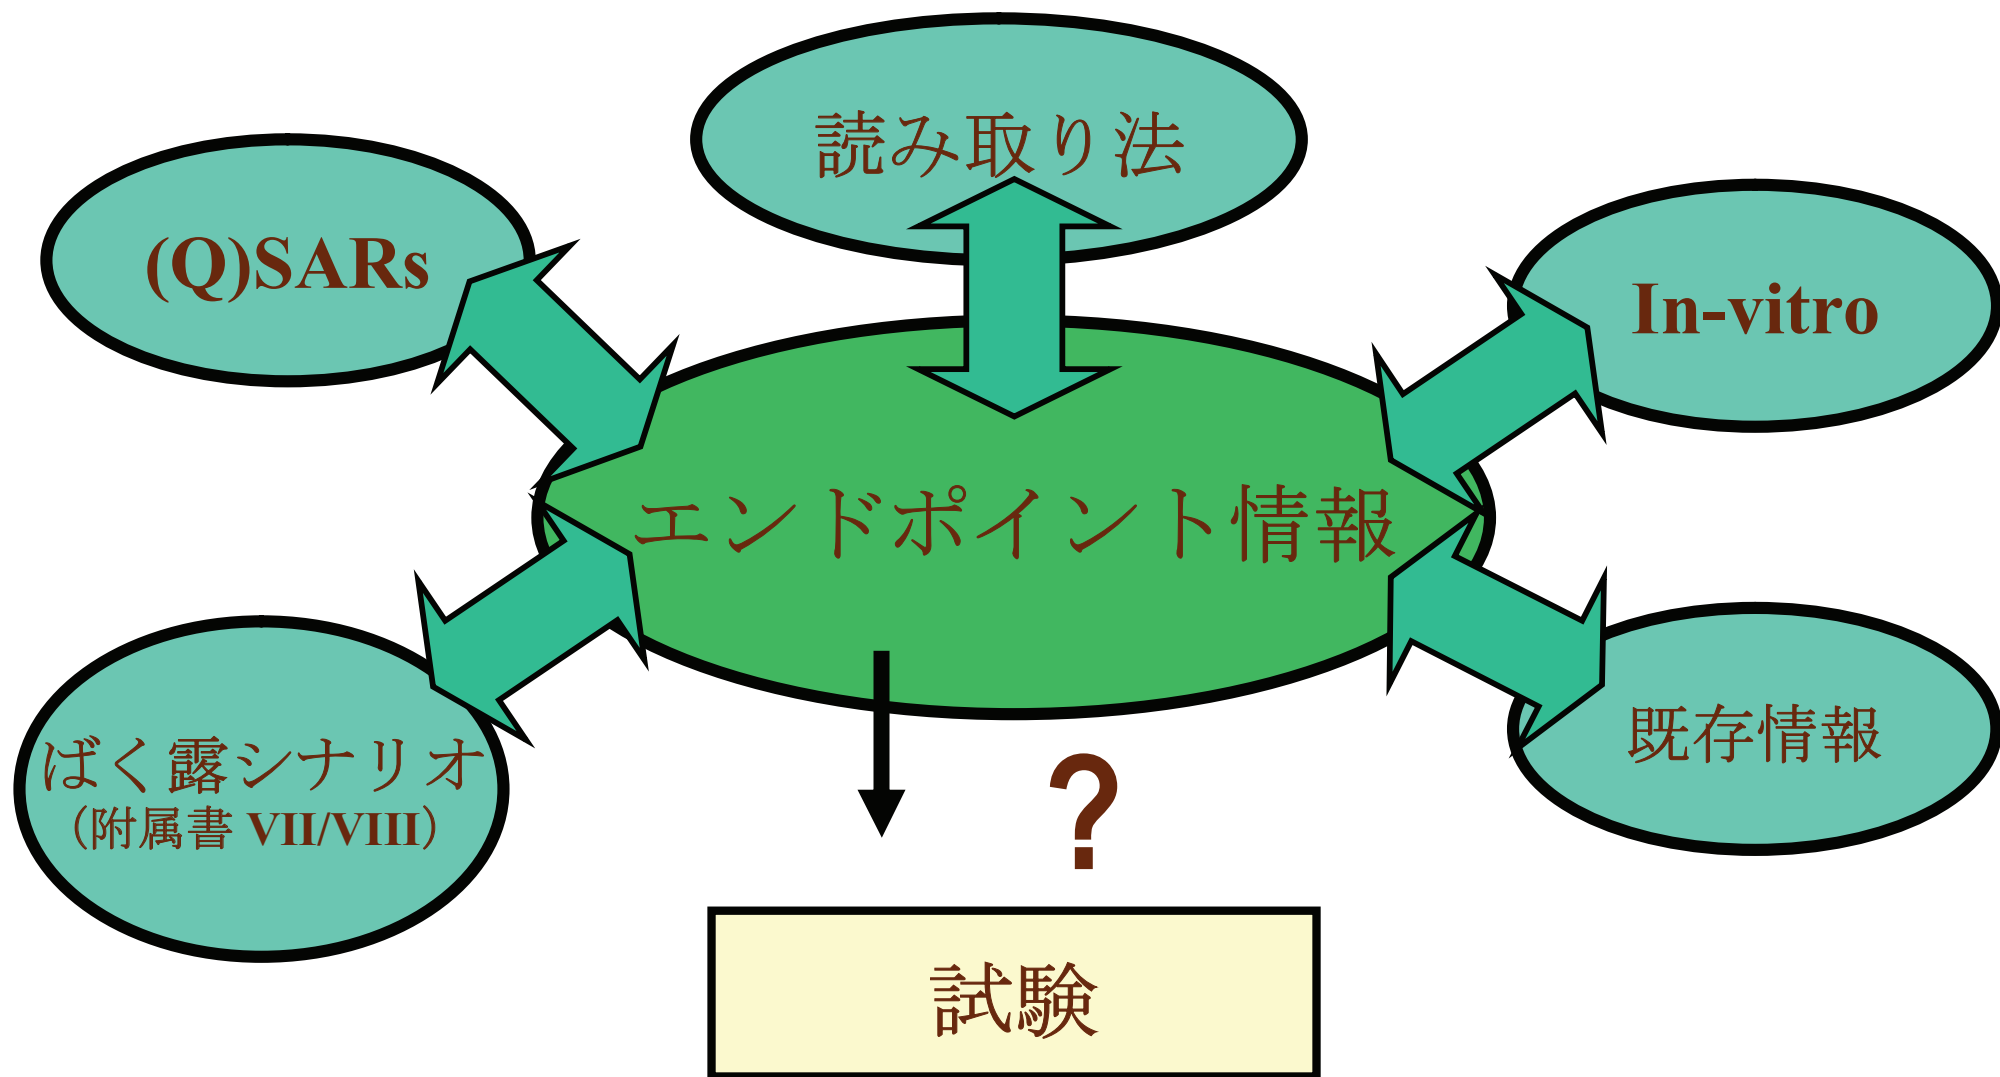 読み取り法
(Q)SARs
In-vitro
エンドポイント情報
ばく露シナリオ
（附属書 VII/VIII）
既存情報
?
試験